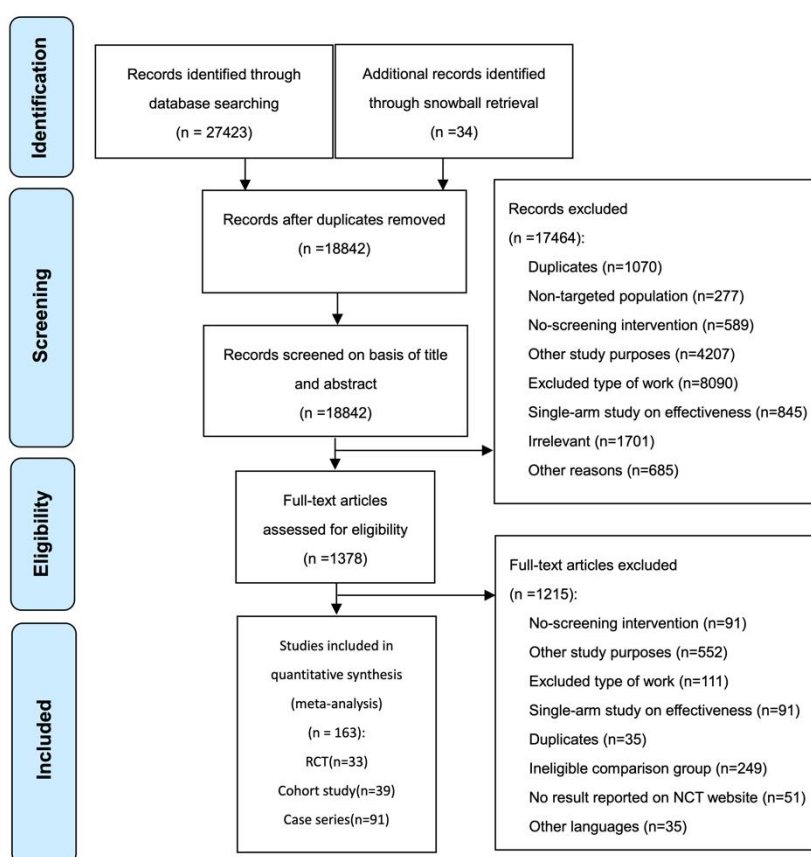 Identification
Records identified through
database searching
(n = 27423)
Additional records identified
through snowball retrieval
(n =34)
Screening
Records after duplicates removed
(n =18842)
Records screened on basis of title
and abstract
(n =18842)
Records excluded
(n =17464):
Duplicates (n=1070)
Non-targeted population (n=277)
No-screening intervention (n=589)
Other study purposes (n=4207)
Excluded type of work (n=8090)
Single-arm study on effectiveness (n=845)
Irrelevant (n=1701)
Other reasons (n=685)
Eligibility
Full-text articles
assessed for eligibility
(n =1378)
Full-text articles excluded
(n =1215):
No-screening intervention (n=91)
Other study purposes (n=552)
Excluded type of work (n=111)
Single-arm study on effectiveness (n=91)
Duplicates (n=35)
Ineligible comparison group (n=249)
No result reported on NCT website (n=51)
Other languages (n=35)
Included
Studies included in
quantitative synthesis
(meta-analysis)
(n = 163):
RCT(n=33)
Cohort study(n=39)
Case series(n=91)